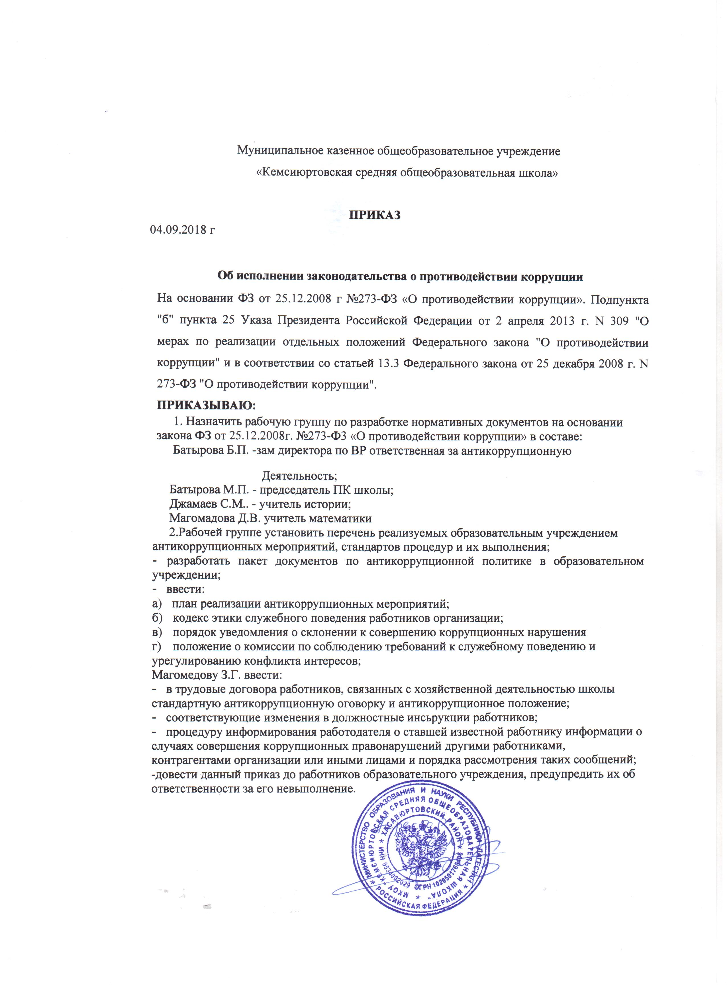 Муниципальное казенное общеобразовательное учреждение
«Кемсиюртовская средняя общеобразовательная школа»
ПРИКАЗ
04.09.2018 г
Об исполнении законодательства о противодействии коррупции
На основании ФЗ от 25.12.2008 г №273-ФЗ «О противодействии коррупции». Подпункта
"б" пункта 25 Указа Президента Российской Федерации от 2 апреля 2013 г. N 309 "О
мерах по реализации отдельных положений Федерального закона "О противодействии
коррупции" и в соответствии со статьей 13.3 Федерального закона от 25 декабря 2008 г. N
273-ФЗ "О противодействии коррупции".
ПРИКАЗЫВАЮ:
1. Назначить рабочую группу по разработке нормативных документов на основании
закона ФЗ от 25.12.2008г. №273-ФЗ «О противодействии коррупции» в составе:
Батырова Б.П. -зам директора по ВР ответственная за антикоррупционную
Деятельность;
Батырова М.П. - председатель ПК школы;
Джамаев С.М.. - учитель истории;
Магомадова Д.В. учитель математики
2.Рабочей группе установить перечень реализуемых образовательным учреждением
антикоррупционных мероприятий, стандартов процедур и их выполнения;
- разработать пакет документов по антикоррупционной политике в образовательном
учреждении;
- ввести:
а) план реализации антикоррупционных мероприятий;
б) кодекс этики служебного поведения работников организации;
в) порядок уведомления о склонении к совершению коррупционных нарушения
г) положение о комиссии по соблюдению требований к служебному поведению и
урегулированию конфликта интересов;
Магомедову З.Г. ввести:
- в трудовые договора работников, связанных с хозяйственной деятельностью школы
стандартную антикоррупционную оговорку и антикоррупционное положение;
- соответствующие изменения в должностные инсьрукции работников;
- процедуру информирования работодателя о ставшей известной работнику информации о
случаях совершения коррупционных правонарушений другими работниками,
контрагентами организации или иными лицами и порядка рассмотрения таких сообщений;
-довести данный приказ до работников образовательного учреждения, предупредить их об
ответственности за его невыполнение.
* МИНИСТЕРСТВО ОБРАЗОВАНИЯ И НАУКИ РЕСПУБЛИКИ ДАГЕСТАН * РОССИЙСКАЯ ФЕДЕРАЦИЯ
* МКОУ "КЕМСИЮРТОВСКАЯ СРЕДНЯЯ ОБЩЕОБРАЗОВАТЕЛЬНАЯ ШКОЛА"
* ХАСАВЮРТОВСКИЙ РАЙОН * ИНН 0534002029 ОГРН 1020501766406